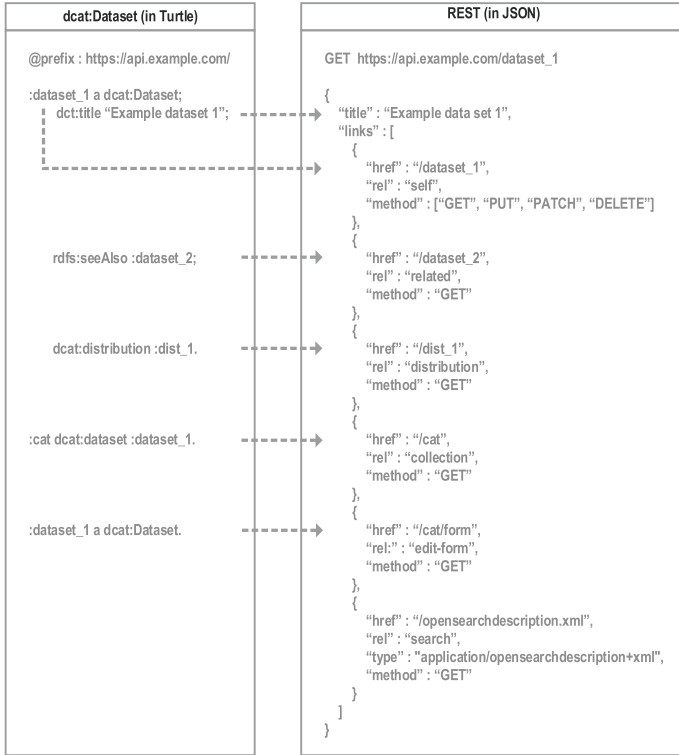 dcat:Dataset (in Turtle)
@prefix : https://api.example.com/
:dataset_1 a dcat:Dataset;
dct:title “Example dataset 1”;
rdfs:seeAlso :dataset_2;
dcat:distribution :dist_1.
:cat dcat:dataset :dataset_1.
:dataset_1 a dcat:Dataset.
REST (in JSON)
GET https://api.example.com/dataset_1
{
“title” : “Example data set 1”,
“links” : [
{
“href” : “/dataset_1”,
“rel” : “self”,
“method” : [“GET”, “PUT”, “PATCH”, “DELETE”]
},
{
“href” : “/dataset_2”,
“rel” : “related”,
“method” : “GET”
},
{
“href” : “/dist_1”,
“rel” : “distribution”,
“method” : “GET”
},
{
“href” : “/cat”,
“rel” : “collection”,
“method” : “GET”
},
{
“href” : “/cat/form”,
“rel:” : “edit-form”,
“method” : “GET”
},
{
“href” : “/opensearchdescription.xml”,
“rel” : “search”,
“type” : "application/opensearchdescription+xml",
“method” : “GET”
}
]
}